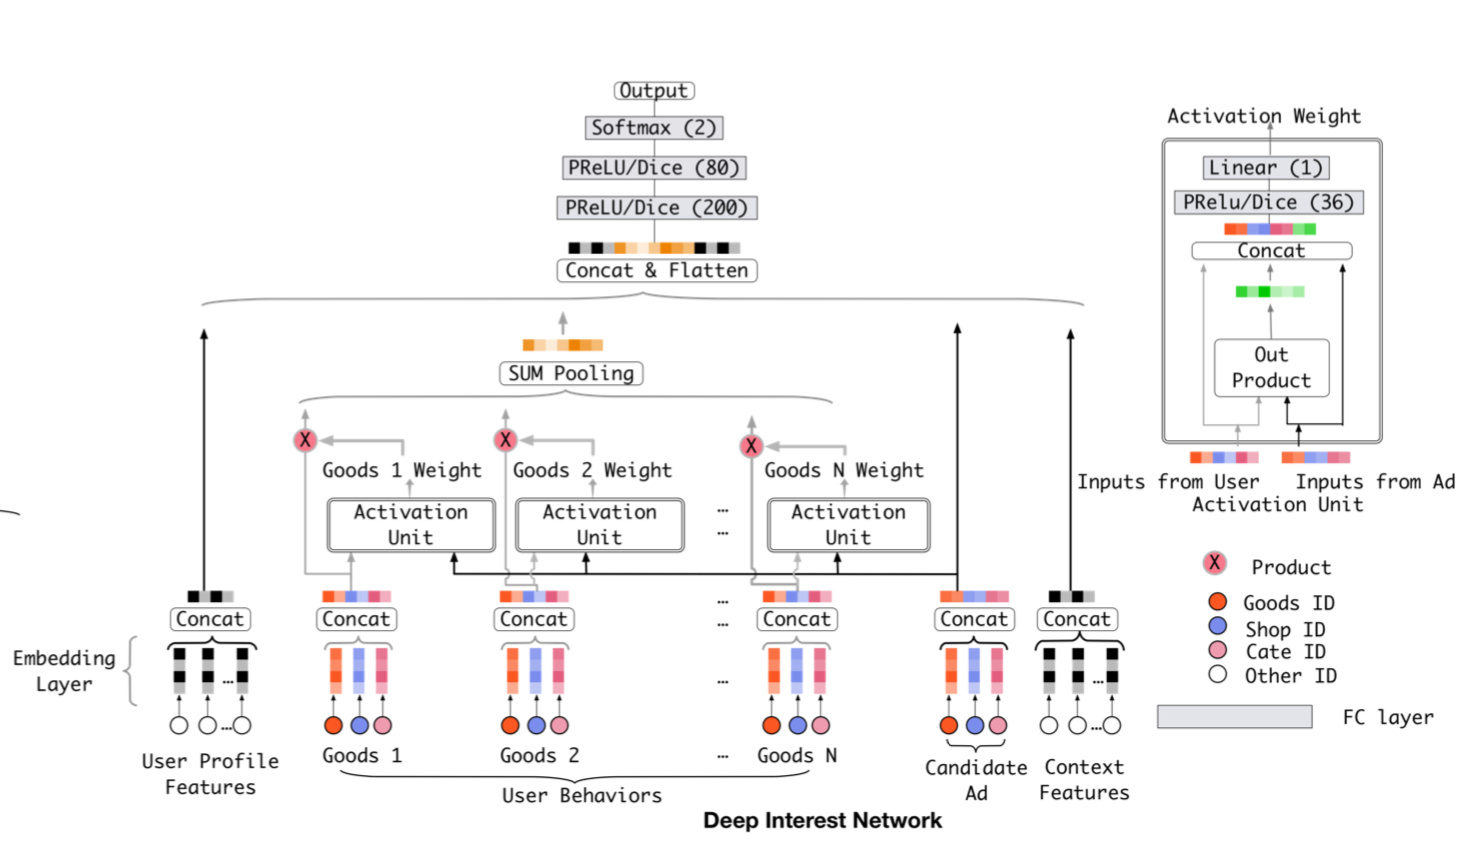 Output
Softmax (2)
PReLU/Dice (80)
PReLU/Dice (200)
Concat & Flatten
SUM Pooling
X
X
X
Goods 1 Weight
Goods 2 Weight
Goods N Weight
Activation
Unit
Activation
Unit
...
...
Activation
Unit
Concat
Concat
Concat
...
...
Concat
Concat
Concat
Embedding
Layer
...
...
...
User Profile
Features
...
Goods 1
Goods 2
...
Goods N
Candidate
Ad
...
Context
Features
User Behaviors
Deep Interest Network
Activation Weight
Linear (1)
PRelu/Dice (36)
Concat
Out
Product
Inputs from User
Inputs from Ad
Activation Unit
X
Product
Goods ID
Shop ID
Cate ID
Other ID
FC layer